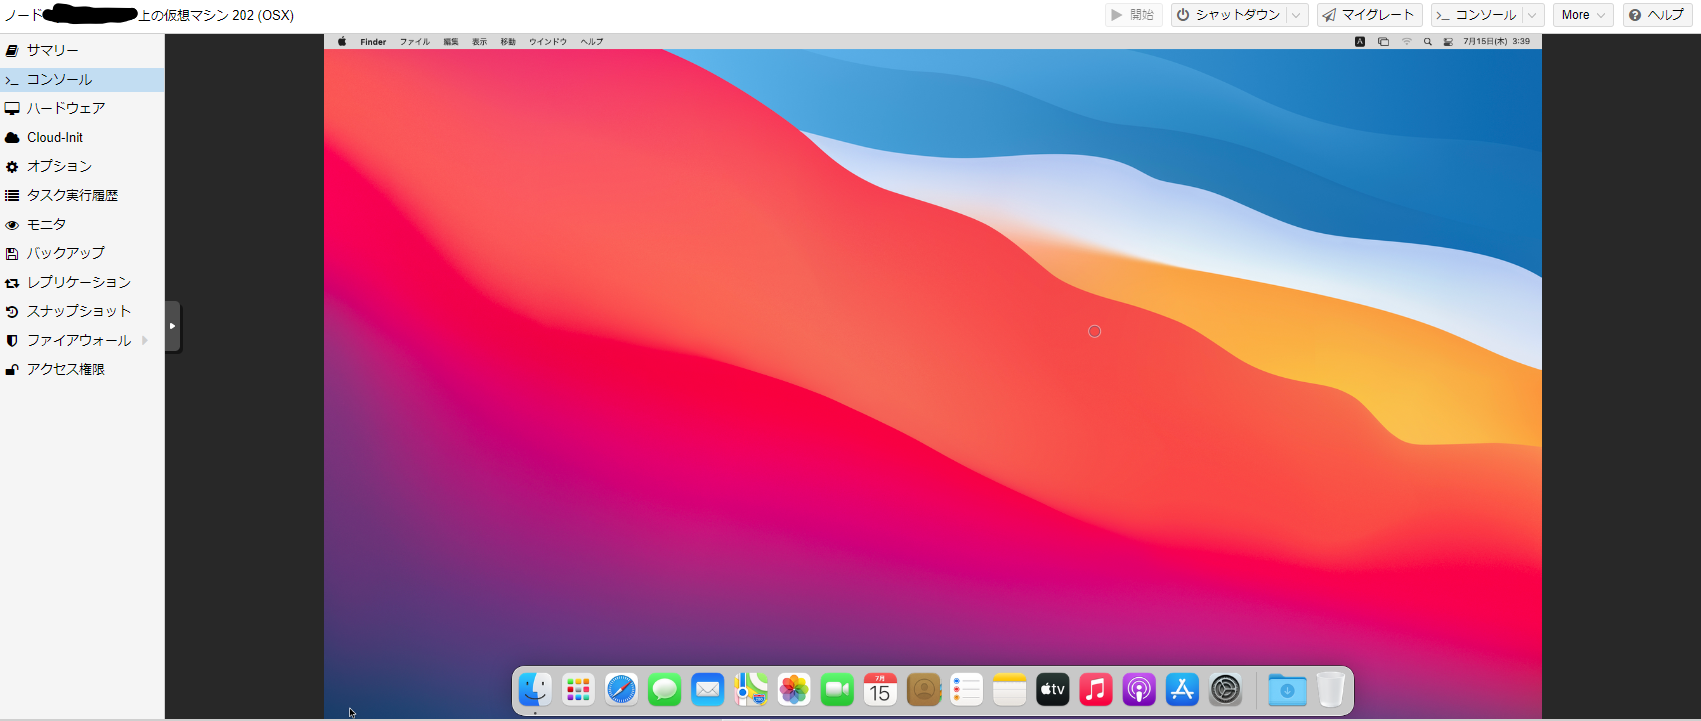 ノード
上の仮想マシン 202 (OSX)
開始
シャットダウン
マイグレート
コンソール
More
ヘルプ
サマリー
コンソール
ハードウェア
Cloud-Init
オプション
タスク実行履歴
モニタ
バックアップ
レプリケーション
スナップショット
ファイアウォール
アクセス権限
Finder ファイル 編集 表示 移動 ウインドウ ヘルプ
A
7月15日(木) 3:39
7月
15
tv